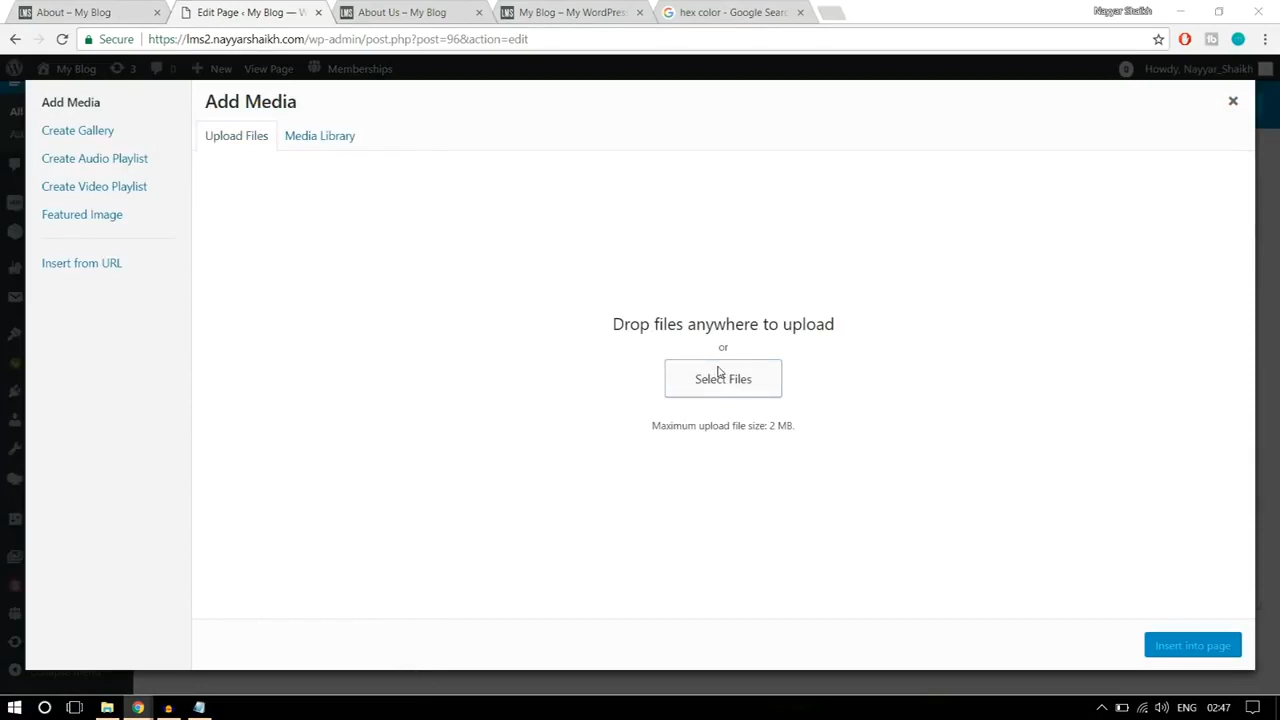 About – My Blog
Edit Page ‹ My Blog — W
About Us – My Blog
My Blog – My WordPress
hex color - Google Sear
Nayyar Shaikh
Secure
https://lms2.nayyarshaikh.com/wp-admin/post.php?post=96&action=edit
My Blog
3
0
New
View Page
Memberships
Howdy, Nayyar_Shaikh
Add Media
Create Gallery
Create Audio Playlist
Create Video Playlist
Featured Image
Insert from URL
Add Media
Upload Files
Media Library
Drop files anywhere to upload
or
Select Files
Maximum upload file size: 2 MB.
Insert into page
ENG
02:47